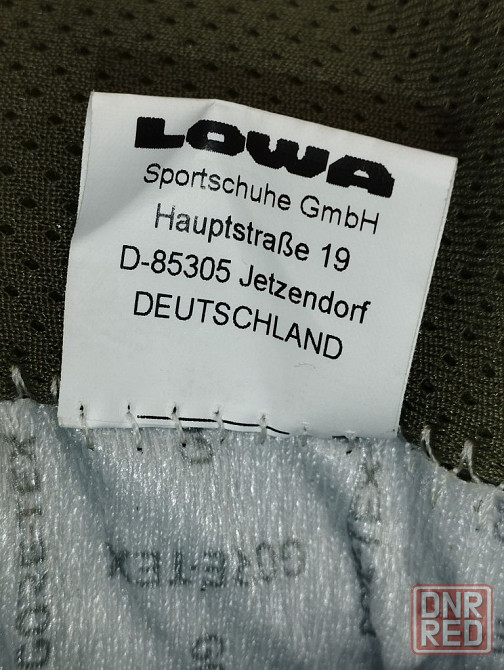 LOWA
Sportschuhe GmbH
Hauptstraße 19
D-85305 Jetzendorf
DEUTSCHLAND
GORE-TEX
GORE-TEX
DNR
RED